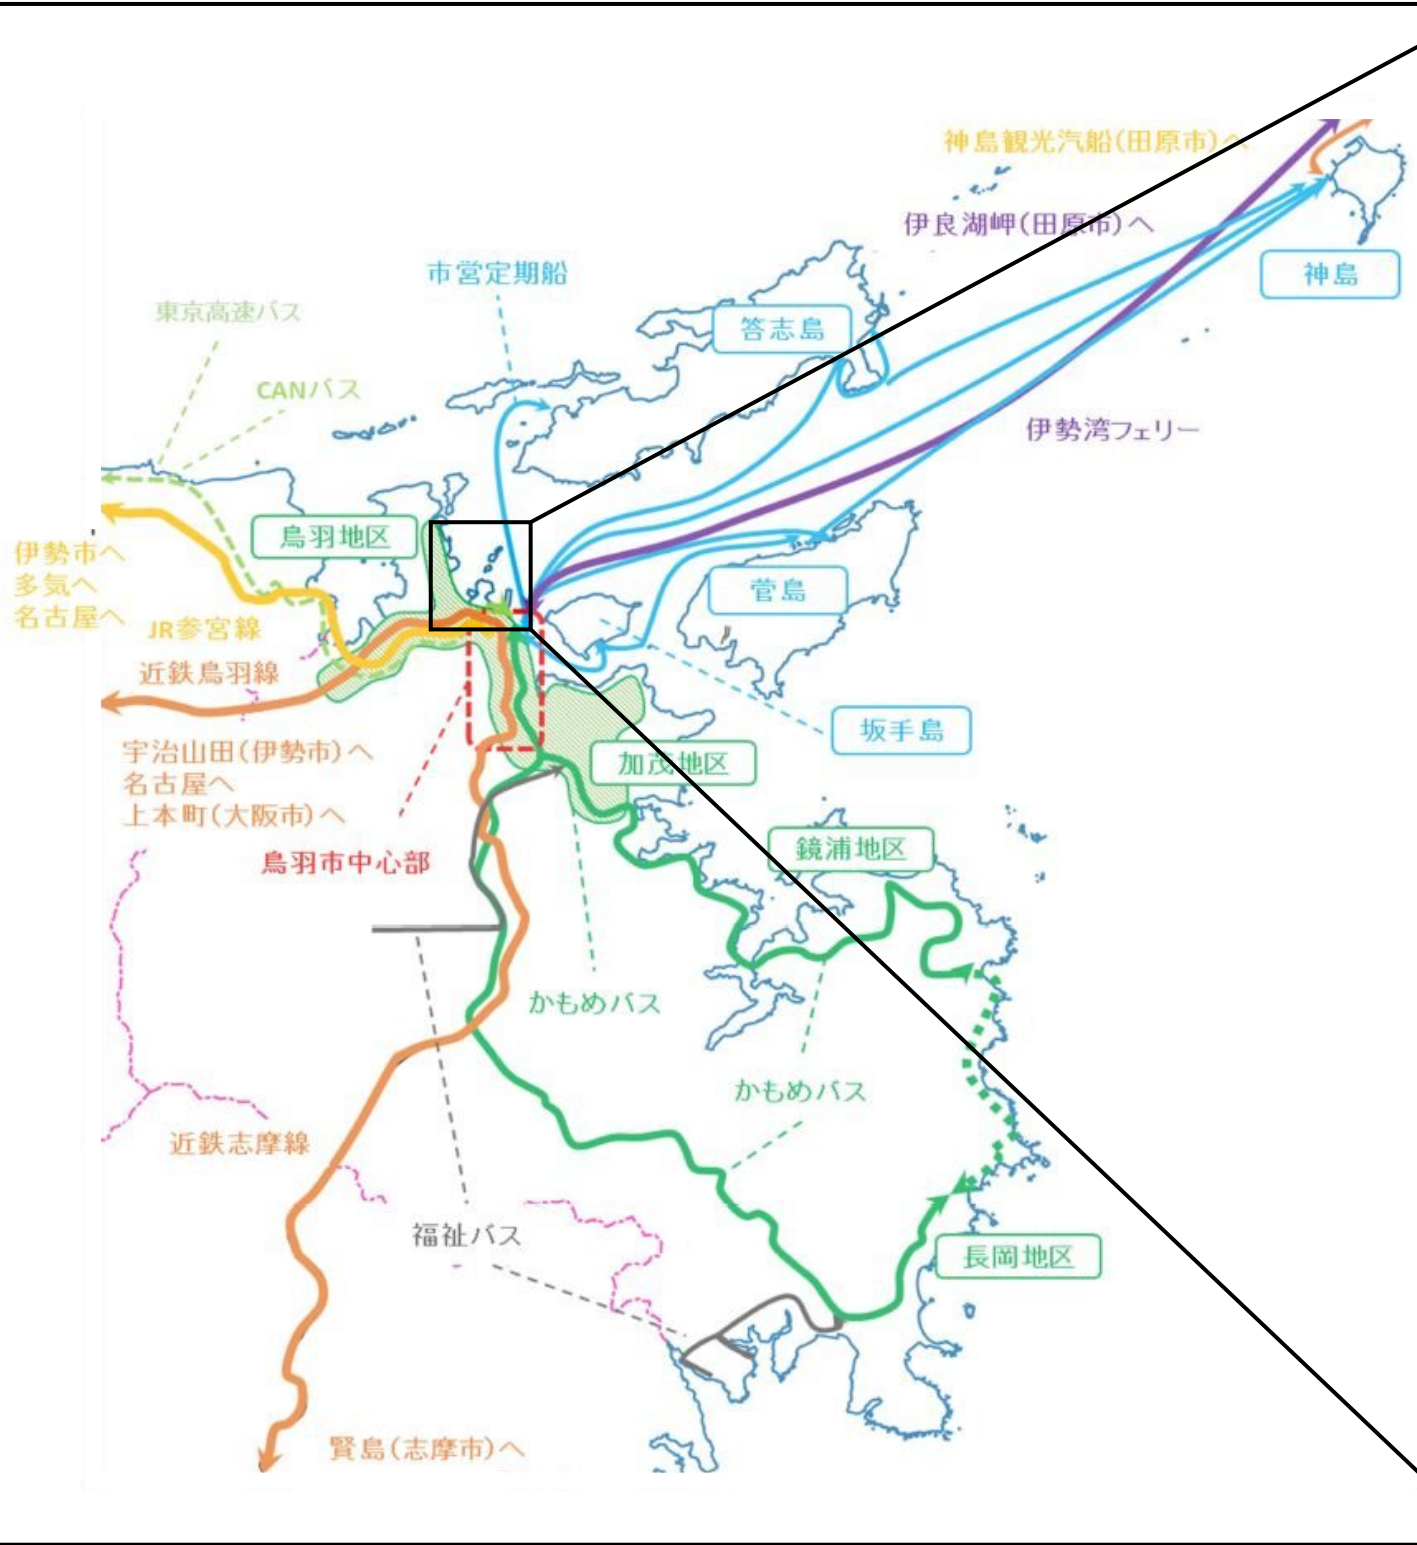 神島観光汽船(田原市)へ
伊良湖岬(田原市)へ
市営定期船
神島
東京高速バス
答志島
CANバス
伊勢湾フェリー
鳥羽地区
伊勢市へ
多気へ
名古屋へ
菅島
JR参宮線
近鉄鳥羽線
坂手島
宇治山田(伊勢市)へ
名古屋へ
上本町(大阪市)へ
加茂地区
鳥羽市中心部
鏡浦地区
かもめバス
かもめバス
近鉄志摩線
福祉バス
長岡地区
賢島(志摩市)へ